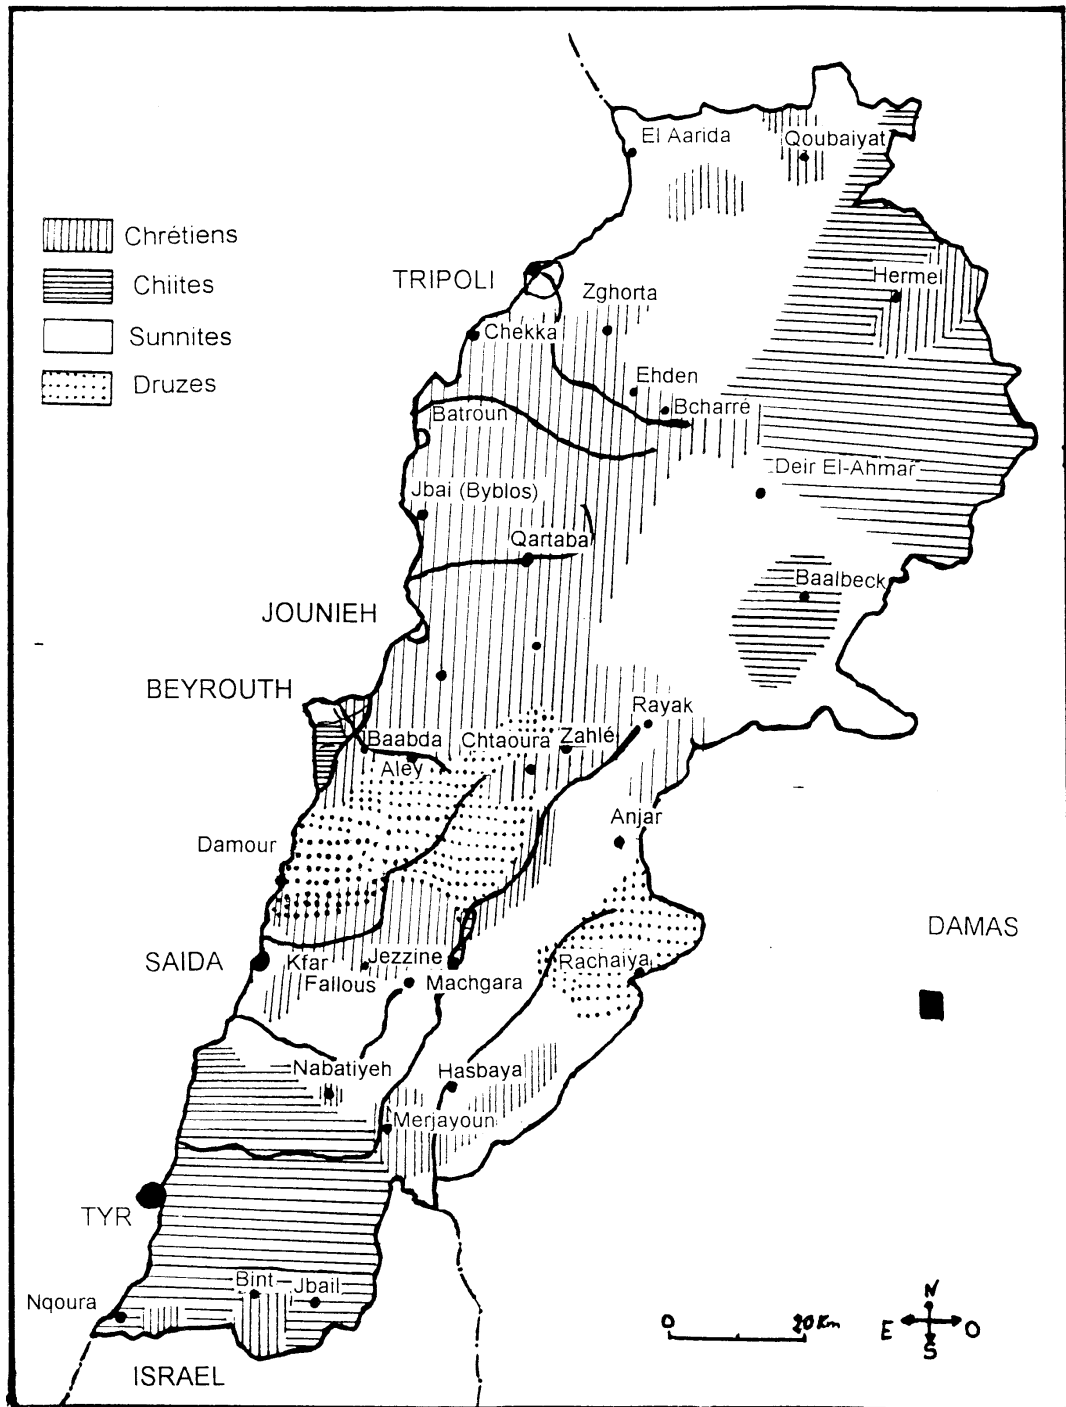 El Aarida
Qoubaiyat
Chrétiens
Chiites
Sunnites
Druzes
TRIPOLI
Hermel
Zghorta
Chekka
Ehden
Bcharré
Batroun
Deir El-Ahmar
Jbai (Byblos)
Qartaba
Baalbeck
JOUNIEH
BEYROUTH
Rayak
Baabda
Chtaoura
Zahlé
Aley
Anjar
Damour
DAMAS
SAIDA
Kfar
Fallous
Jezzine
Machgara
Rachaiya
Nabatiyeh
Hasbaya
Merjayoun
TYR
Bint
Jbail
Nqoura
0 20 Km
N
E O
S
ISRAEL